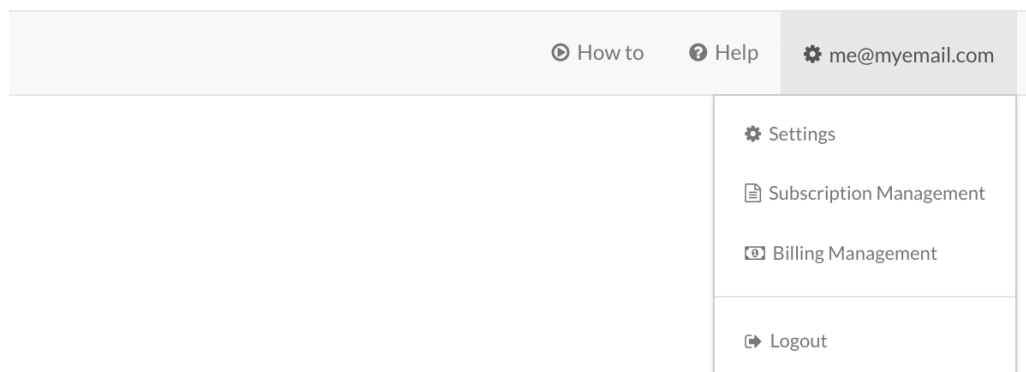 How to Help me@myemail.com
Settings
Subscription Management
Billing Management
Logout